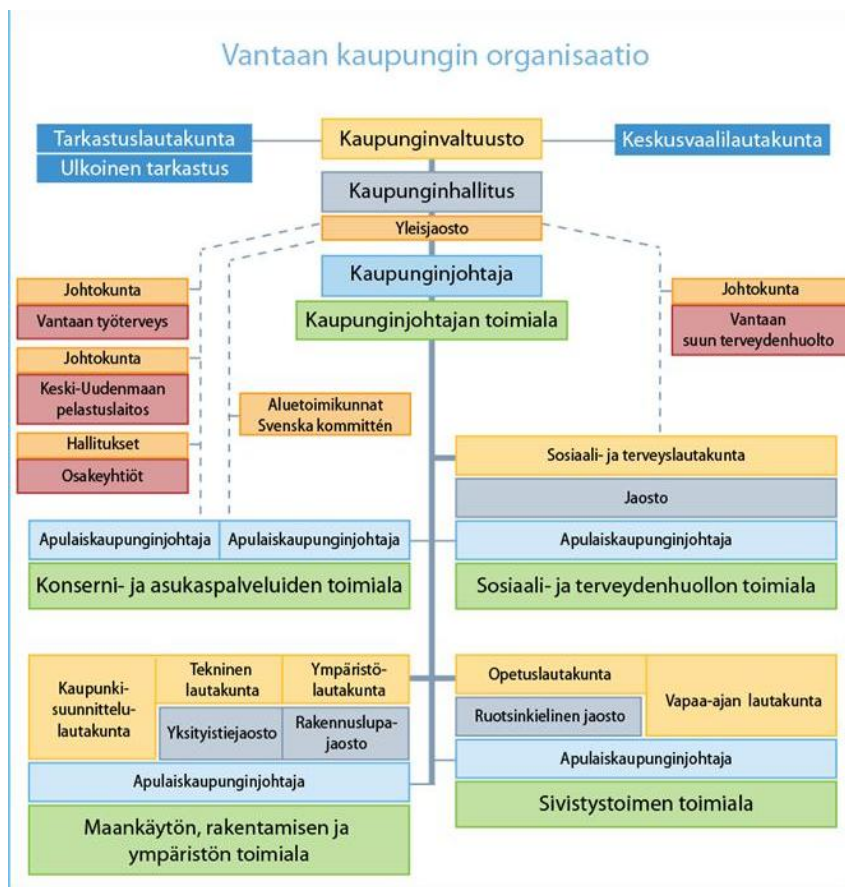 Vantaan kaupungin organisaatio
Tarkastuslautakunta
Ulkoinen tarkastus
Kaupunginvaltuusto
Keskusvaalilautakunta
Kaupunginhallitus
Yleisjaosto
Kaupunginjohtaja
Kaupunginjohtajan toimiala
Johtokunta
Vantaan työterveys
Johtokunta
Keski-Uudenmaan
pelastuslaitos
Hallitukset
Osakeyhtiöt
Aluetoimikunnat
Svenska kommittén
Johtokunta
Vantaan
suun terveydenhuolto
Apulaiskaupunginjohtaja
Apulaiskaupunginjohtaja
Konserni- ja asukaspalveluiden toimiala
Sosiaali- ja terveyslautakunta
Jaosto
Apulaiskaupunginjohtaja
Sosiaali- ja terveydenhuollon toimiala
Kaupunki-
suunnittelu-
lautakunta
Tekninen
lautakunta
Ympäristö-
lautakunta
Yksityistiejaosto
Rakennuslupa-
jaosto
Apulaiskaupunginjohtaja
Maankäytön, rakentamisen ja
ympäristön toimiala
Opetuslautakunta
Ruotsinkielinen jaosto
Vapaa-ajan lautakunta
Apulaiskaupunginjohtaja
Sivistystoimen toimiala